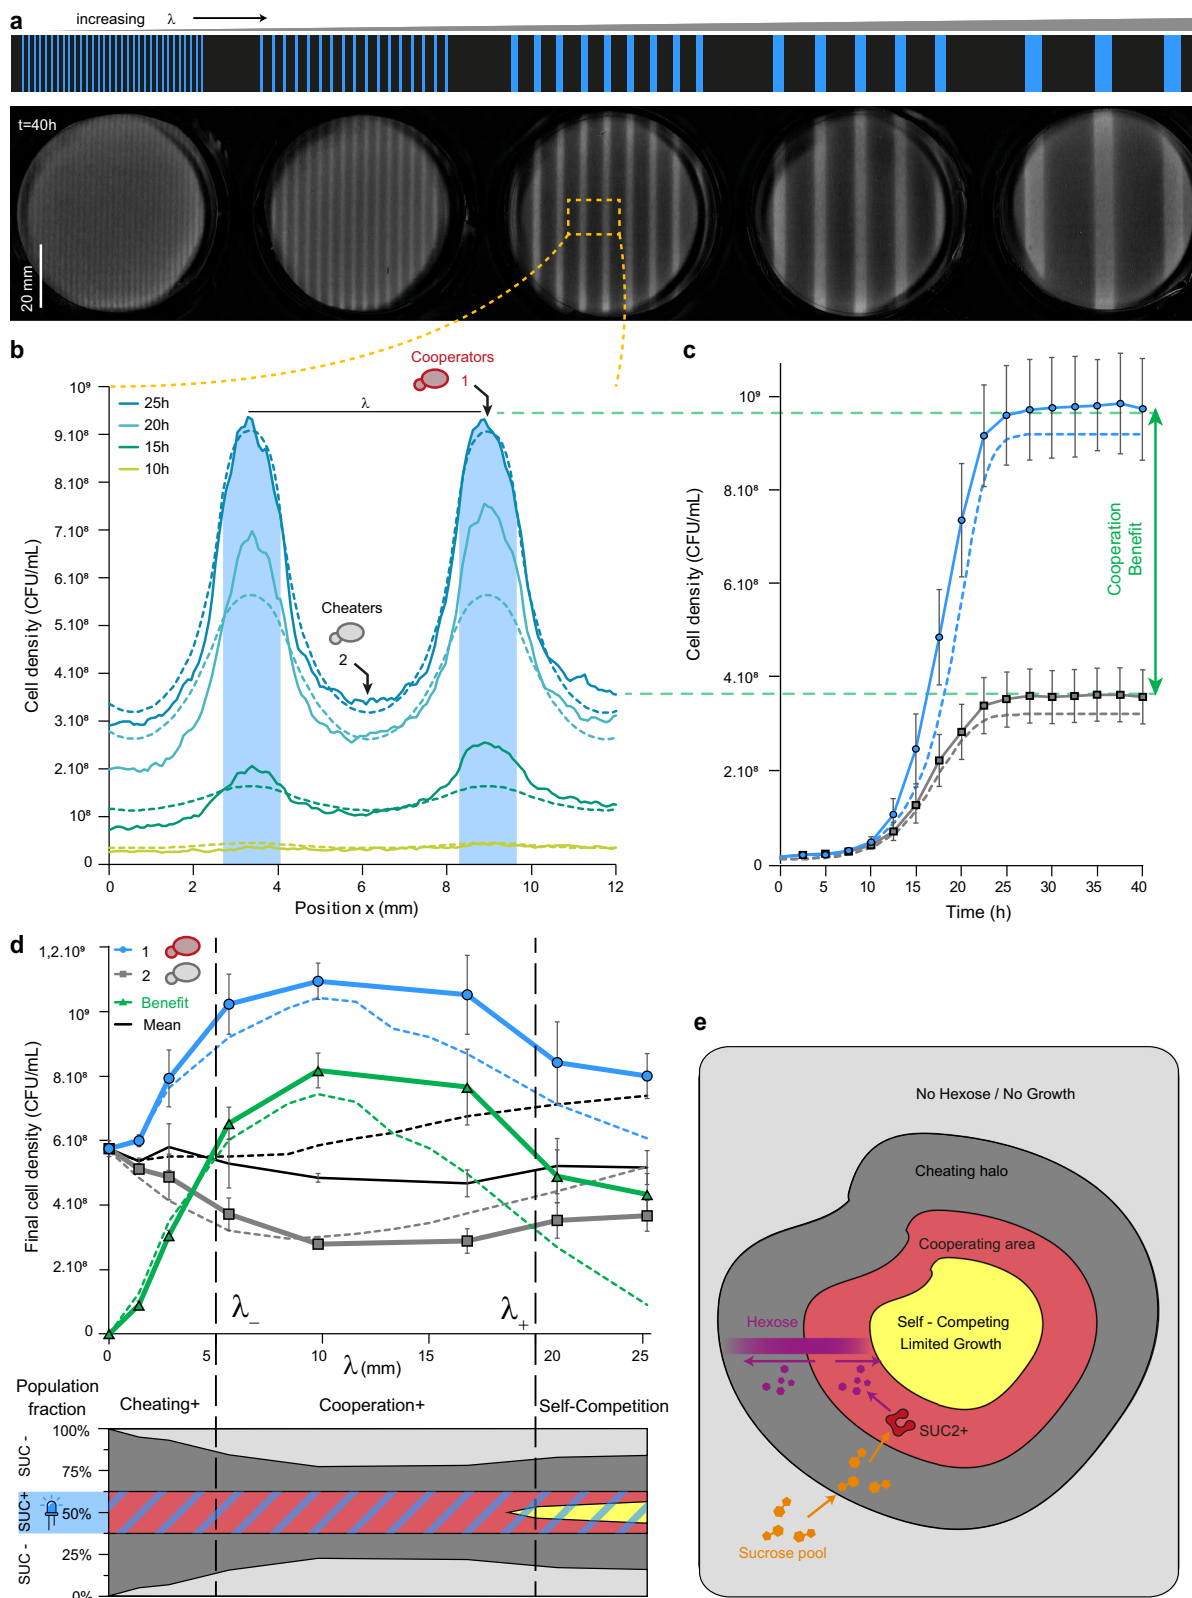 a
increasing λ
t=40h
20 mm
b
Cooperators
1
10⁹
9.10⁸
8.10⁸
7.10⁸
6.10⁸
5.10⁸
4.10⁸
3.10⁸
2.10⁸
10⁸
0
Cell density (CFU/mL)
25h
20h
15h
10h
λ
Cheaters
2
0 2 4 6 8 10 12
Position x (mm)
c
10⁹
8.10⁸
6.10⁸
4.10⁸
2.10⁸
0
Cell density (CFU/mL)
Cooperation
Benefit
0 5 10 15 20 25 30 35 40
Time (h)
d
1,2.10⁹
10⁹
8.10⁸
6.10⁸
4.10⁸
2.10⁸
0
Final cell density (CFU/mL)
1
2
Benefit
Mean
λ₋
λ₊
0 5 10 15 20 25
λ (mm)
Population
fraction
Cheating+
Cooperation+
Self-Competition
100%
75%
50%
25%
0%
SUC -
SUC+
SUC -
e
No Hexose / No Growth
Cheating halo
Cooperating area
Self - Competing
Limited Growth
Hexose
SUC2+
Sucrose pool